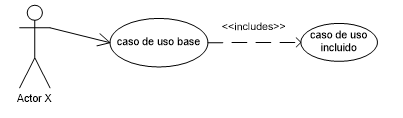 <<includes>>
caso de uso base
caso de uso
incluido
Actor X